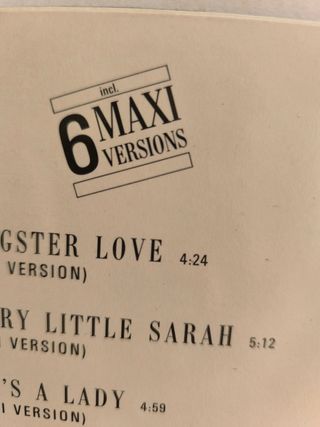 incl.
6 MAXI
VERSIONS
GSTER LOVE 4:24
VERSION)
RY LITTLE SARAH 5:12
I VERSION)
'S A LADY 4:59
I VERSION)